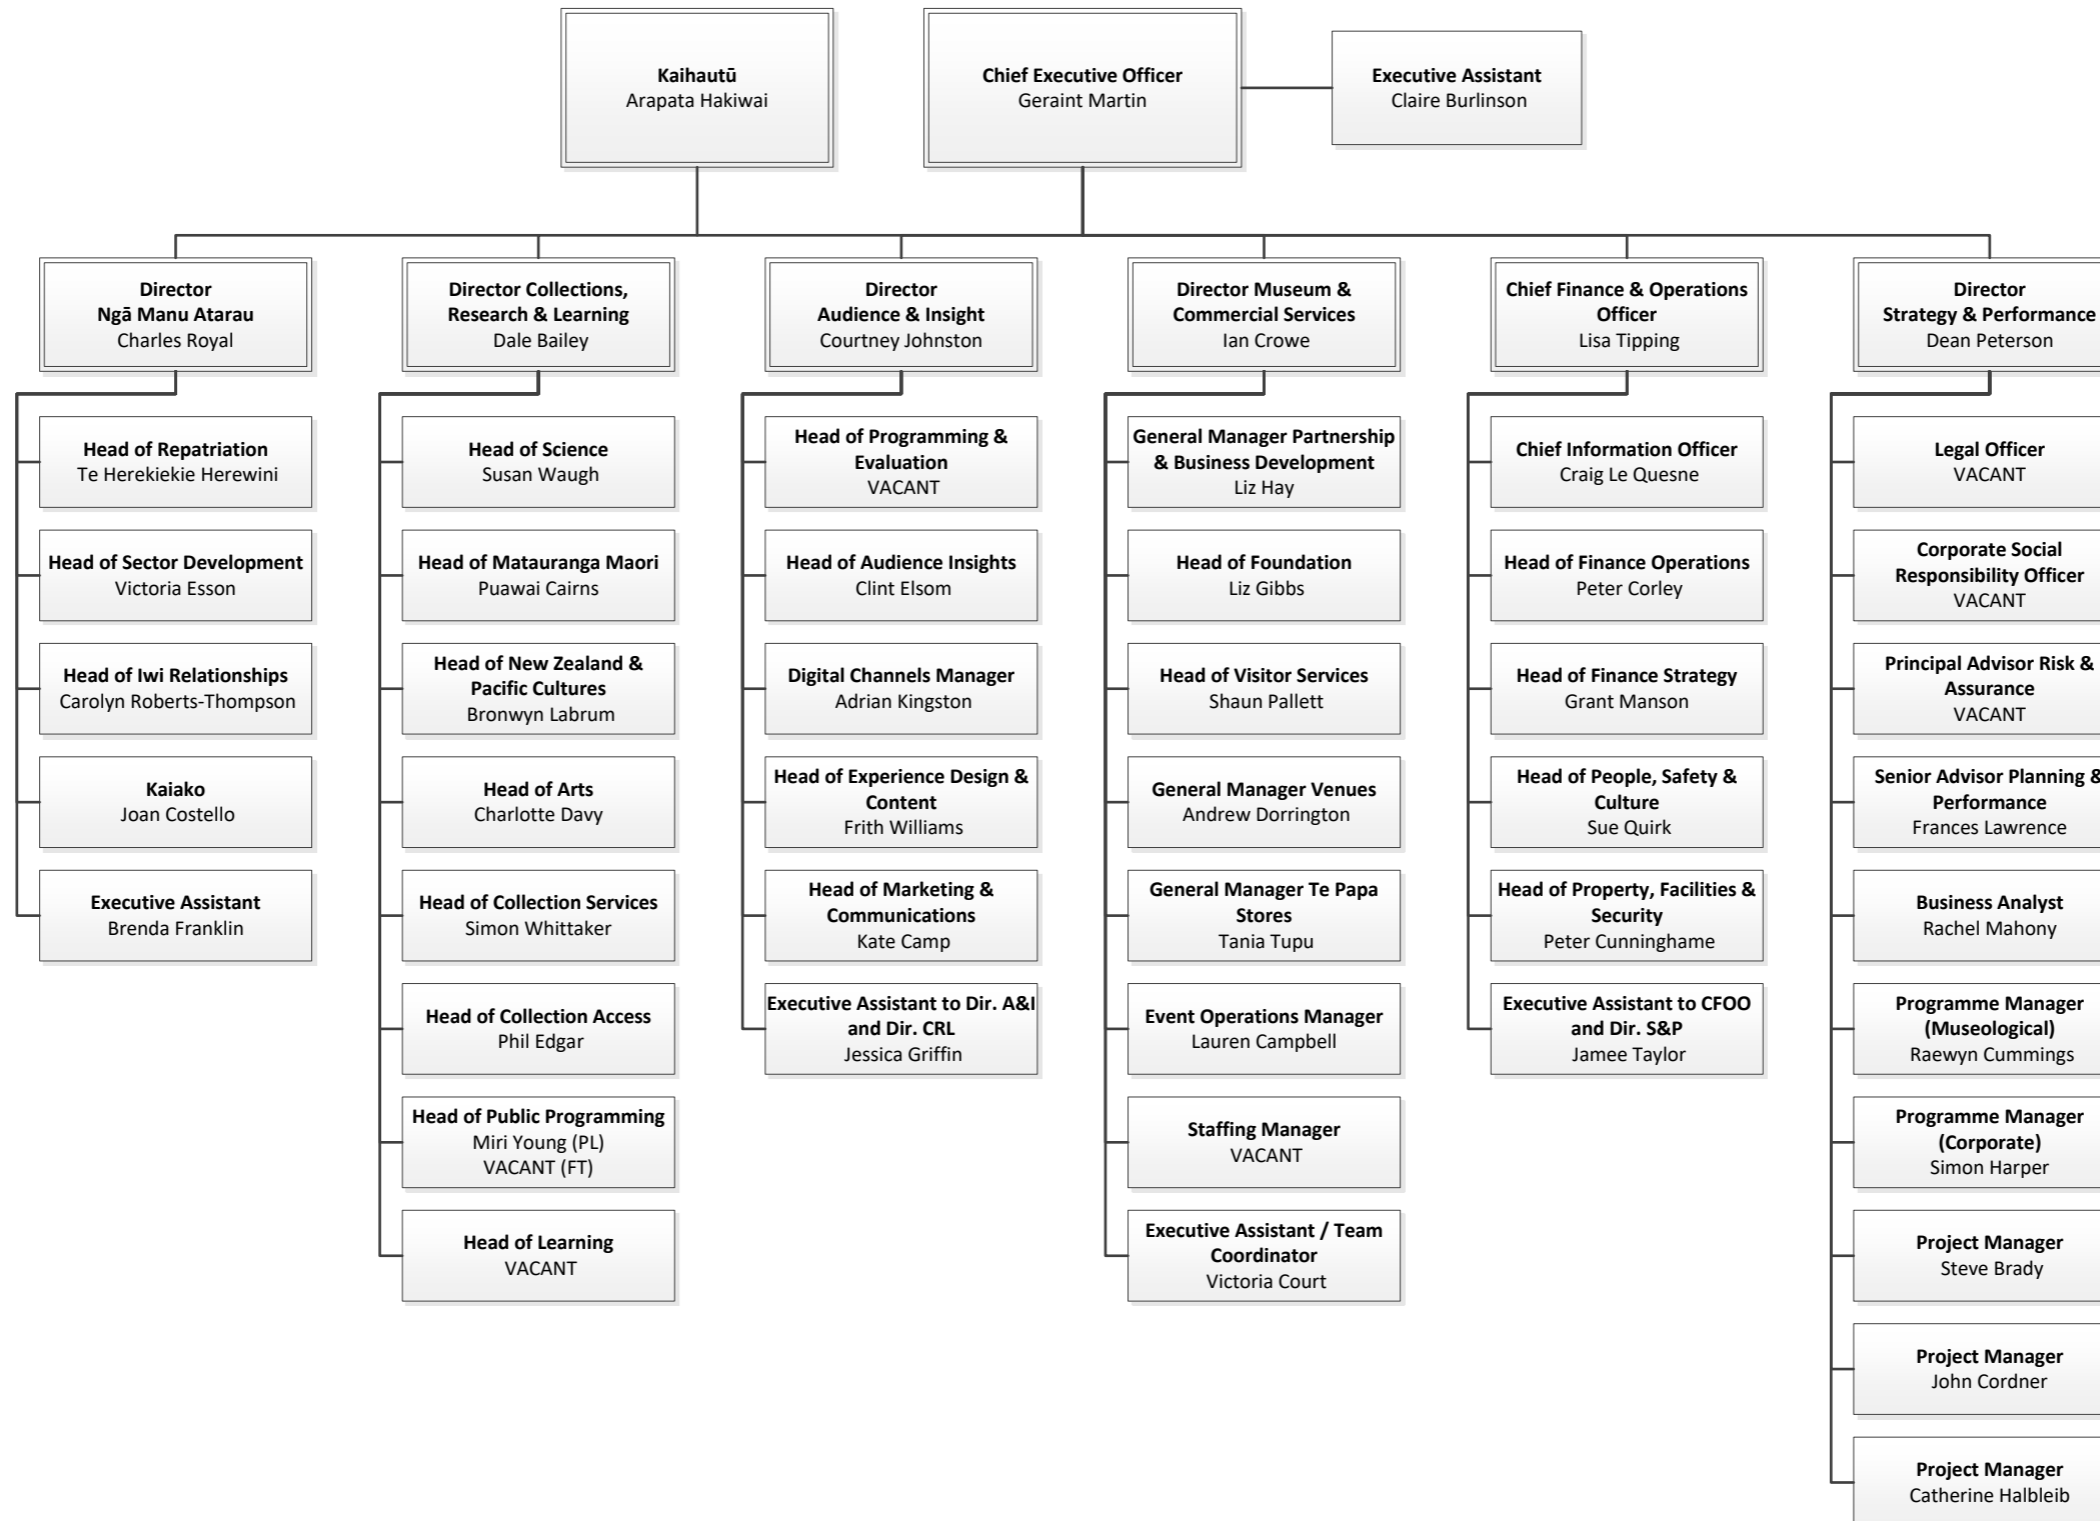 Kaihautū
Arapata Hakiwai
Chief Executive Officer
Geraint Martin
Executive Assistant
Claire Burlinson
Director
Ngā Manu Atarau
Charles Royal
Head of Repatriation
Te Herekiekie Herewini
Head of Sector Development
Victoria Esson
Head of Iwi Relationships
Carolyn Roberts-Thompson
Kaiako
Joan Costello
Executive Assistant
Brenda Franklin
Director Collections,
Research & Learning
Dale Bailey
Head of Science
Susan Waugh
Head of Matauranga Maori
Puawai Cairns
Head of New Zealand &
Pacific Cultures
Bronwyn Labrum
Head of Arts
Charlotte Davy
Head of Collection Services
Simon Whittaker
Head of Collection Access
Phil Edgar
Head of Public Programming
Miri Young (PL)
VACANT (FT)
Head of Learning
VACANT
Director
Audience & Insight
Courtney Johnston
Head of Programming &
Evaluation
VACANT
Head of Audience Insights
Clint Elsom
Digital Channels Manager
Adrian Kingston
Head of Experience Design &
Content
Frith Williams
Head of Marketing &
Communications
Kate Camp
Executive Assistant to Dir. A&I
and Dir. CRL
Jessica Griffin
Director Museum &
Commercial Services
Ian Crowe
General Manager Partnership
& Business Development
Liz Hay
Head of Foundation
Liz Gibbs
Head of Visitor Services
Shaun Pallett
General Manager Venues
Andrew Dorrington
General Manager Te Papa
Stores
Tania Tupu
Event Operations Manager
Lauren Campbell
Staffing Manager
VACANT
Executive Assistant / Team
Coordinator
Victoria Court
Chief Finance & Operations
Officer
Lisa Tipping
Chief Information Officer
Craig Le Quesne
Head of Finance Operations
Peter Corley
Head of Finance Strategy
Grant Manson
Head of People, Safety &
Culture
Sue Quirk
Head of Property, Facilities &
Security
Peter Cunninghame
Executive Assistant to CFOO
and Dir. S&P
Jamee Taylor
Director
Strategy & Performance
Dean Peterson
Legal Officer
VACANT
Corporate Social
Responsibility Officer
VACANT
Principal Advisor Risk &
Assurance
VACANT
Senior Advisor Planning &
Performance
Frances Lawrence
Business Analyst
Rachel Mahony
Programme Manager
(Museological)
Raewyn Cummings
Programme Manager
(Corporate)
Simon Harper
Project Manager
Steve Brady
Project Manager
John Cordner
Project Manager
Catherine Halbleib